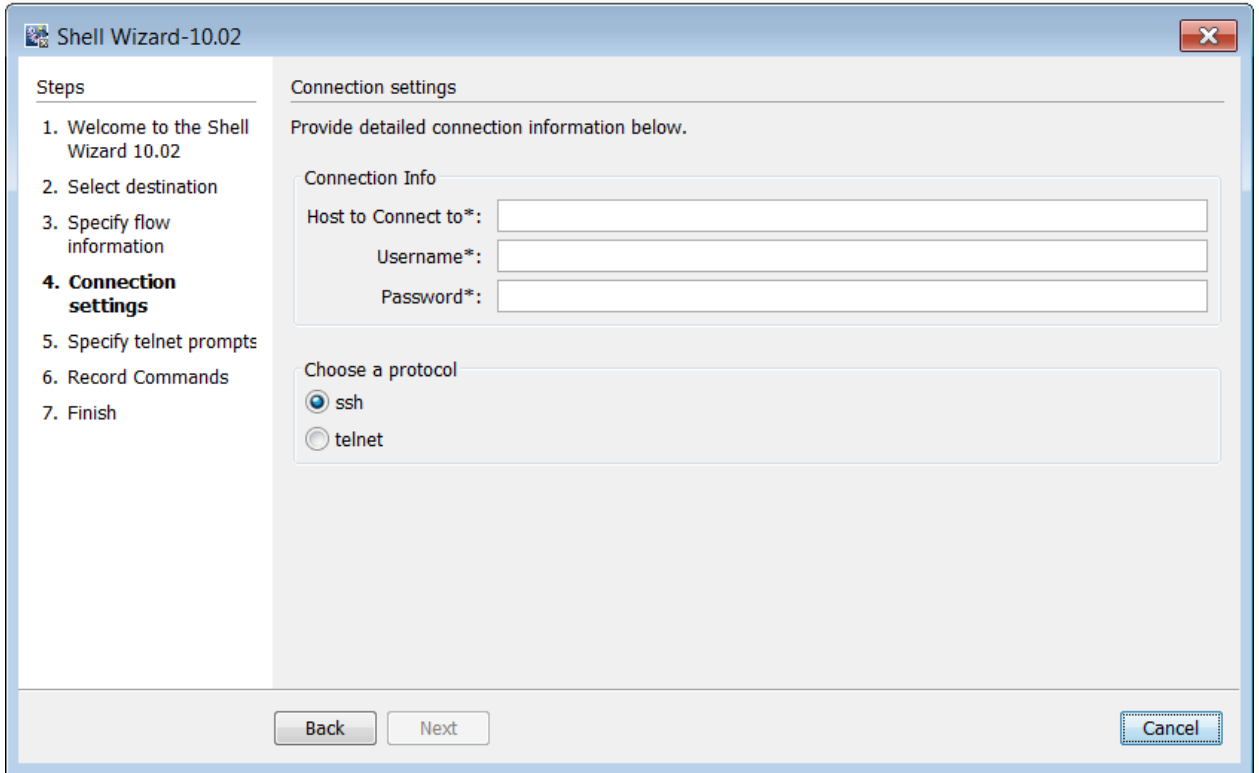 Shell Wizard-10.02
Steps
1. Welcome to the Shell
Wizard 10.02
2. Select destination
3. Specify flow
information
4. Connection
settings
5. Specify telnet prompts
6. Record Commands
7. Finish
Connection settings
Provide detailed connection information below.
Connection Info
Host to Connect to*:
Username*:
Password*:
Choose a protocol
ssh
telnet
Back
Next
Cancel